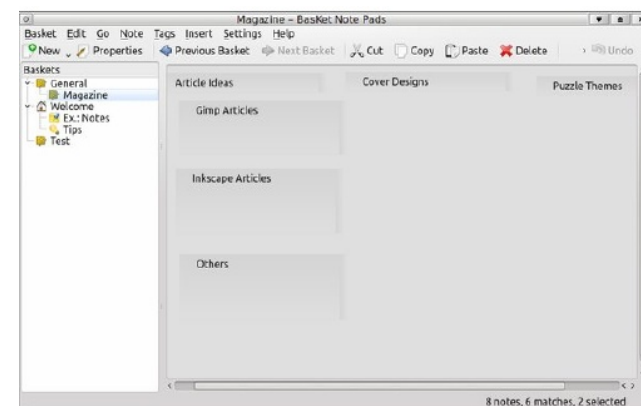 Magazine – BasKet Note Pads
Basket Edit Go Note Tags Insert Settings Help
New Properties Previous Basket Next Basket Cut Copy Paste Delete Undo
Baskets
General
Magazine
Welcome
Ex.: Notes
Tips
Test
Article Ideas Cover Designs Puzzle Themes
Gimp Articles
Inkscape Articles
Others
8 notes, 6 matches, 2 selected